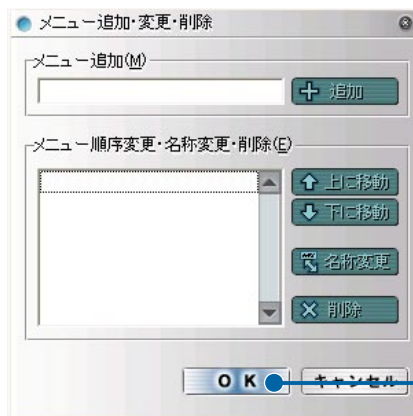 メニュー追加・変更・削除
メニュー追加(M)
追加
メニュー順序変更・名称変更・削除(E)
上に移動
下に移動
名称変更
削除
OK
キャンセル